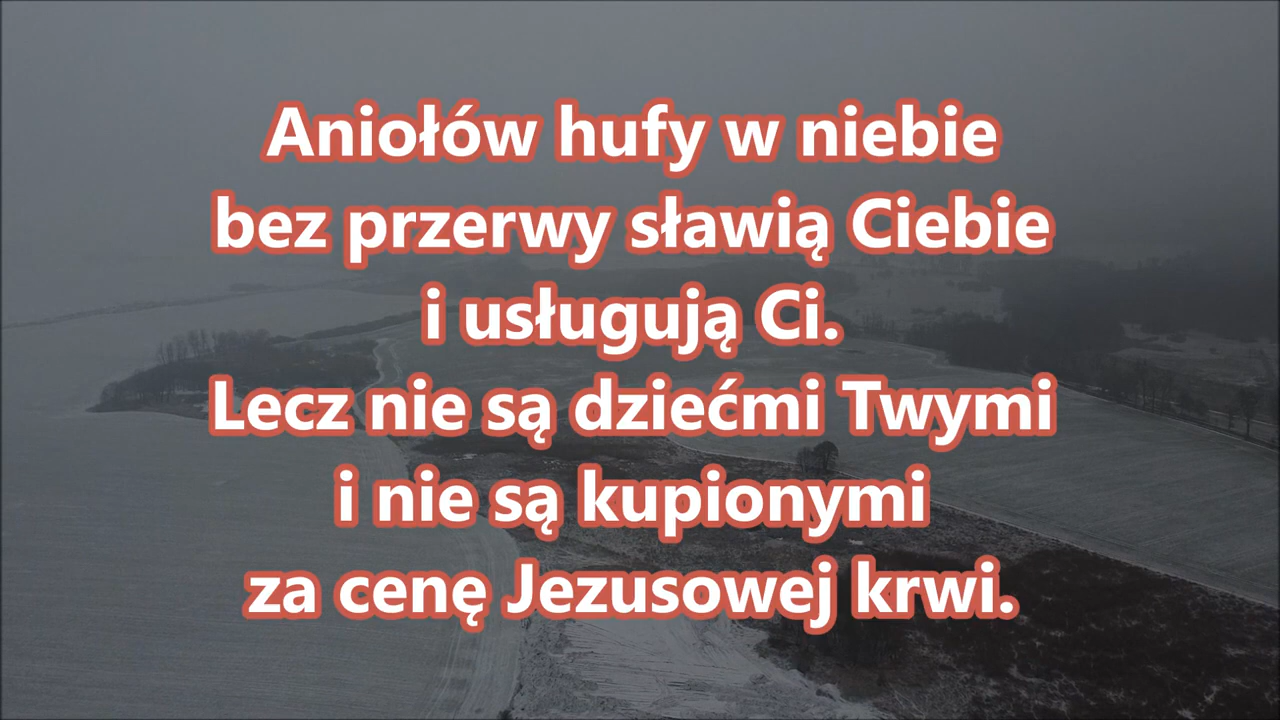 Aniołów hufy w niebie
bez przerwy sławią Ciebie
i usługują Ci.
Lecz nie są dziećmi Twymi
i nie są kupionymi
za cenę Jezusowej krwi.